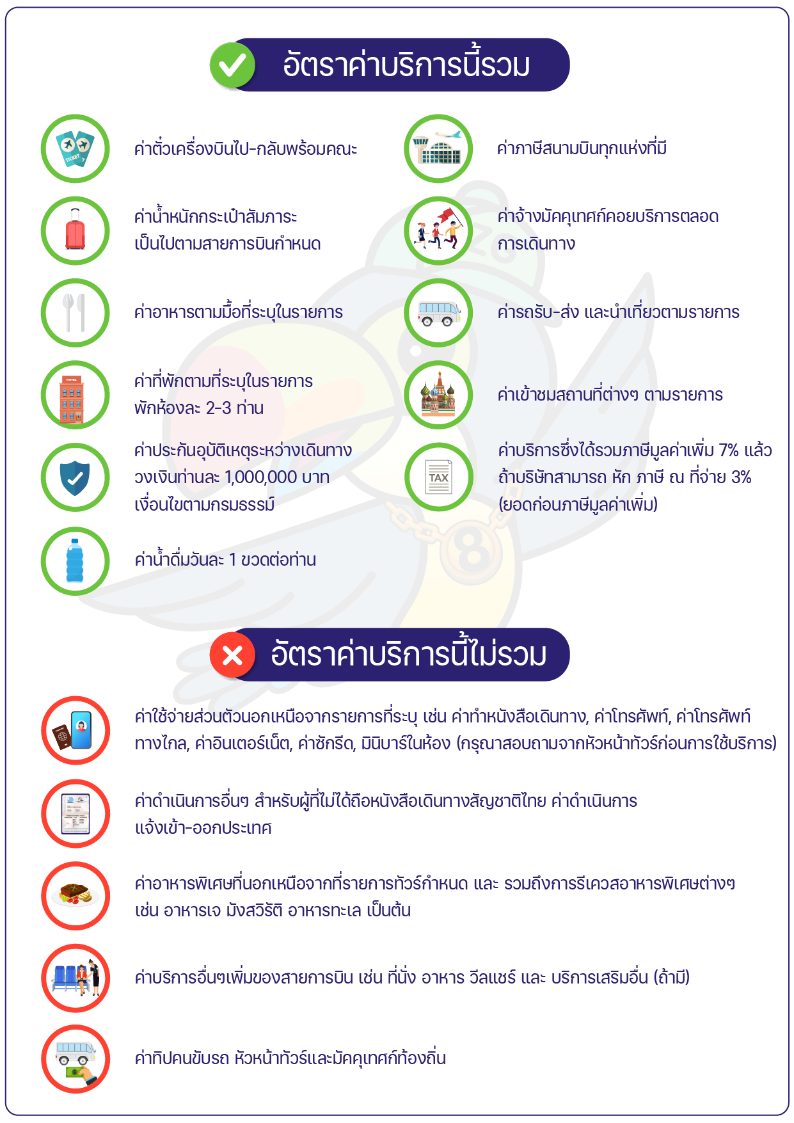 อัตราค่าบริการนี้รวม
ค่าตั๋วเครื่องบินไป-กลับพร้อมคณะ
ค่าภาษีสนามบินทุกแห่งที่มี
ค่าน้ำหนักกระเป๋าสัมภาระ
เป็นไปตามสายการบินกำหนด
ค่าจ้างมัคคุเทศก์คอยบริการตลอด
การเดินทาง
ค่าอาหารตามมื้อที่ระบุในรายการ
ค่ารถรับ-ส่ง และนำเที่ยวตามรายการ
ค่าที่พักตามที่ระบุในรายการ
พักห้องละ 2-3 ท่าน
ค่าเข้าชมสถานที่ต่างๆ ตามรายการ
ค่าประกันอุบัติเหตุระหว่างเดินทาง
วงเงินท่านละ 1,000,000 บาท
เงื่อนไขตามกรมธรรม์
TAX
ค่าบริการซึ่งได้รวมภาษีมูลค่าเพิ่ม 7% แล้ว
ถ้าบริษัทสามารถ หัก ภาษี ณ ที่จ่าย 3%
(ยอดก่อนภาษีมูลค่าเพิ่ม)
ค่าน้ำดื่มวันละ 1 ขวดต่อท่าน
8
อัตราค่าบริการนี้ไม่รวม
ค่าใช้จ่ายส่วนตัวนอกเหนือจากรายการที่ระบุ เช่น ค่าทำหนังสือเดินทาง, ค่าโทรศัพท์, ค่าโทรศัพท์
ทางไกล, ค่าอินเตอร์เน็ต, ค่าซักรีด, มินิบาร์ในห้อง (กรุณาสอบถามจากหัวหน้าทัวร์ก่อนการใช้บริการ)
ค่าดำเนินการอื่นๆ สำหรับผู้ที่ไม่ได้ถือหนังสือเดินทางสัญชาติไทย ค่าดำเนินการ
แจ้งเข้า-ออกประเทศ
ค่าอาหารพิเศษที่นอกเหนือจากที่รายการทัวร์กำหนด และ รวมถึงการรีเควสอาหารพิเศษต่างๆ
เช่น อาหารเจ มังสวิรัติ อาหารทะเล เป็นต้น
ค่าบริการอื่นๆเพิ่มของสายการบิน เช่น ที่นั่ง อาหาร วีลแชร์ และ บริการเสริมอื่น (ถ้ามี)
ค่าทิปคนขับรถ หัวหน้าทัวร์และมัคคุเทศก์ท้องถิ่น